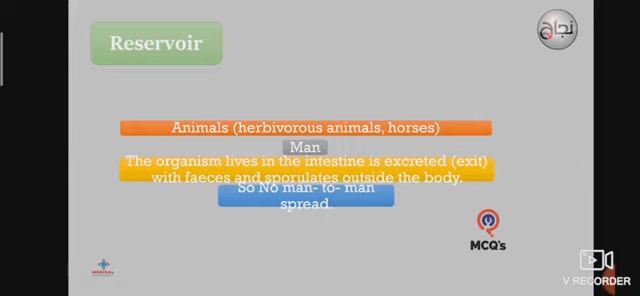 Reservoir
نجاح
Animals (herbivorous animals, horses)
Man
The organism lives in the intestine is excreted (exit)
with faeces and sporulates outside the body.
So No man- to- man
spread.
MCQ's
MEDICAL
V RECORDER